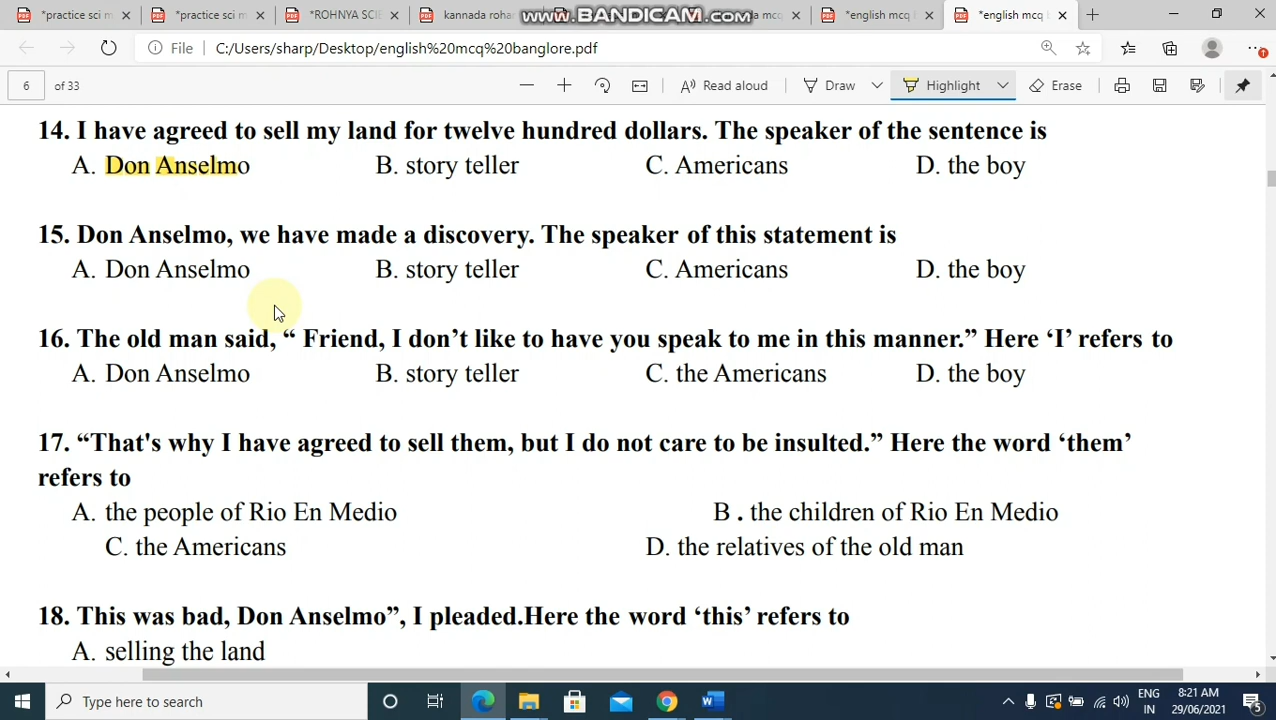 *practice sci m
*practice sci m
*ROHNYA SCIE
kannada rohan
a mcq
*english mcq b
*english mcq b
www.BANDICAM.com
File
C:/Users/sharp/Desktop/english%20mcq%20banglore.pdf
6 of 33
Read aloud
Draw
Highlight
Erase
14. I have agreed to sell my land for twelve hundred dollars. The speaker of the sentence is
A. Don Anselmo B. story teller C. Americans D. the boy
15. Don Anselmo, we have made a discovery. The speaker of this statement is
A. Don Anselmo B. story teller C. Americans D. the boy
16. The old man said, “ Friend, I don’t like to have you speak to me in this manner.” Here ‘I’ refers to
A. Don Anselmo B. story teller C. the Americans D. the boy
17. “That's why I have agreed to sell them, but I do not care to be insulted.” Here the word ‘them’
refers to
A. the people of Rio En Medio B . the children of Rio En Medio
C. the Americans D. the relatives of the old man
18. This was bad, Don Anselmo”, I pleaded.Here the word ‘this’ refers to
A. selling the land
Type here to search
ENG
IN
8:21 AM
29/06/2021
5